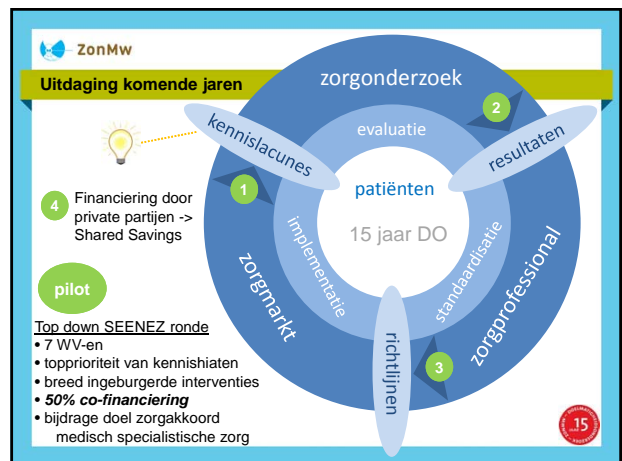 ZonMw
Uitdaging komende jaren
zorgonderzoek
2
evaluatie
kennislacunes
resultaten
1
patiënten
15 jaar DO
4
Financiering door
private partijen ->
Shared Savings
implementatie
standaardisatie
zorgmarkt
zorgprofessional
pilot
richtlijnen
3
Top down SEENEZ ronde
• 7 WV-en
• topprioriteit van kennishiaten
• breed ingeburgerde interventies
• 50% co-financiering
• bijdrage doel zorgakkoord
medisch specialistische zorg
15